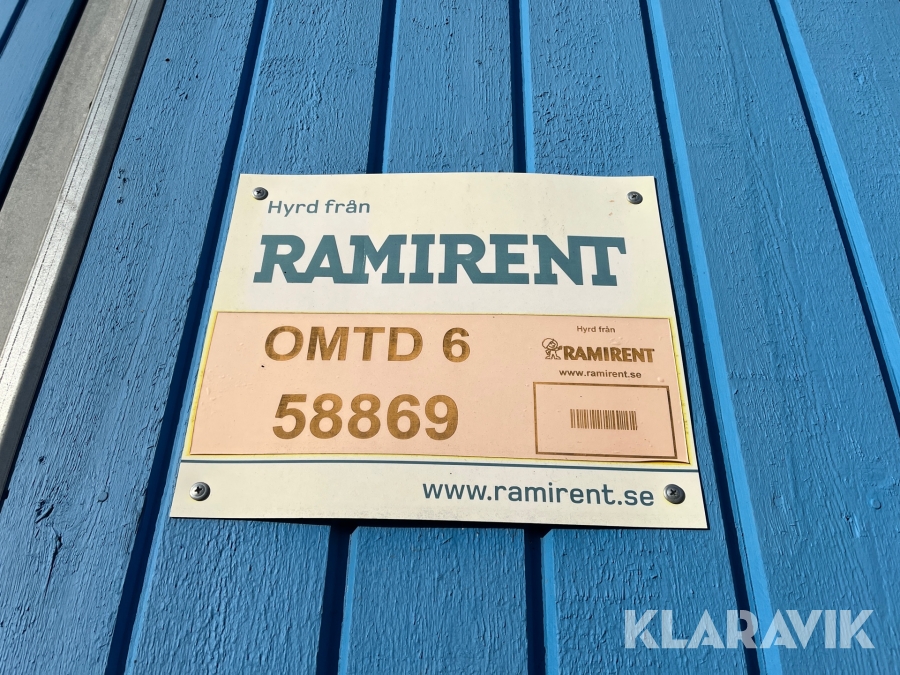 Hyrd från
RAMIRENT
OMTD 6
58869
Hyrd från
RAMIRENT
www.ramirent.se
www.ramirent.se
KLARAVIK